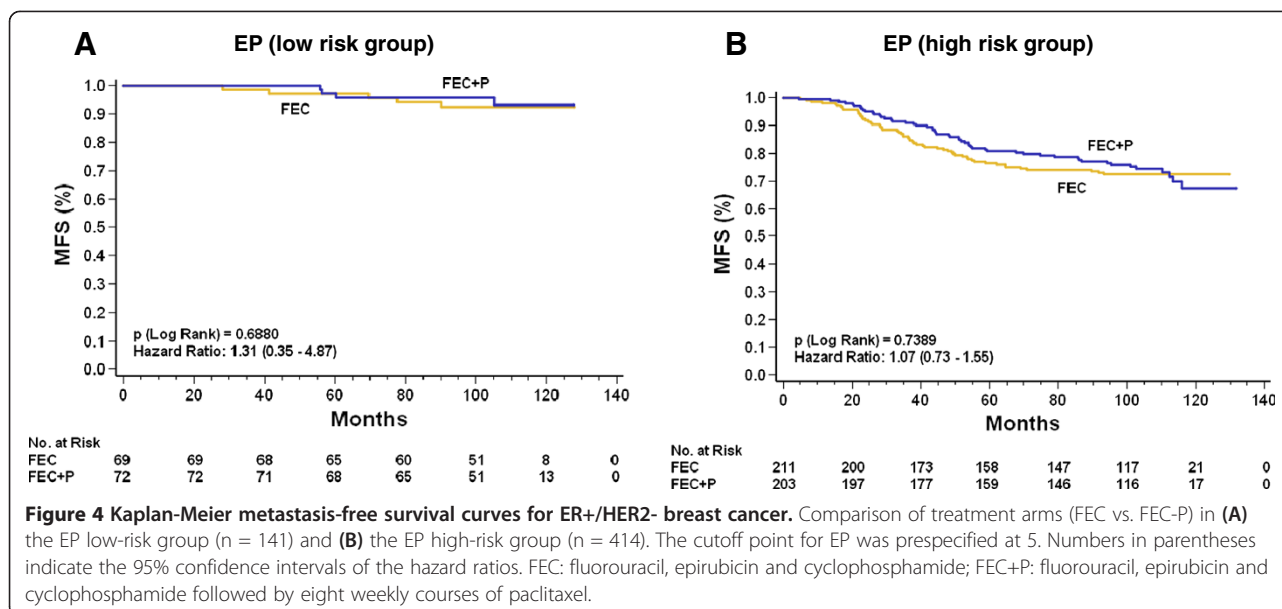 A
EP (low risk group)
MFS (%)
1.0
0.9
0.8
0.7
0.6
0.5
0.4
0.3
0.2
0.1
0.0
FEC+P
FEC
p (Log Rank) = 0.6880
Hazard Ratio: 1.31 (0.35 - 4.87)
0 20 40 60 80 100 120 140
Months
No. at Risk
FEC 69 69 68 65 60 51 8 0
FEC+P 72 72 71 68 65 51 13 0
B
EP (high risk group)
MFS (%)
1.0
0.9
0.8
0.7
0.6
0.5
0.4
0.3
0.2
0.1
0.0
FEC+P
FEC
p (Log Rank) = 0.7389
Hazard Ratio: 1.07 (0.73 - 1.55)
0 20 40 60 80 100 120 140
Months
No. at Risk
FEC 211 200 173 158 147 117 21 0
FEC+P 203 197 177 159 146 116 17 0
Figure 4 Kaplan-Meier metastasis-free survival curves for ER+/HER2- breast cancer. Comparison of treatment arms (FEC vs. FEC-P) in (A)
the EP low-risk group (n = 141) and (B) the EP high-risk group (n = 414). The cutoff point for EP was prespecified at 5. Numbers in parentheses
indicate the 95% confidence intervals of the hazard ratios. FEC: fluorouracil, epirubicin and cyclophosphamide; FEC+P: fluorouracil, epirubicin and
cyclophosphamide followed by eight weekly courses of paclitaxel.